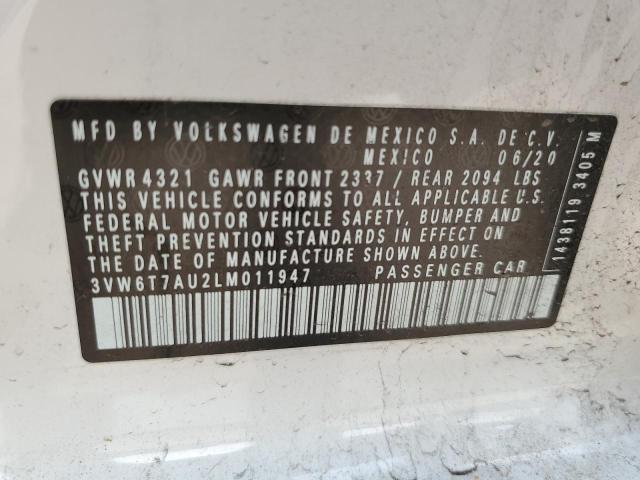 MFD BY VOLKSWAGEN DE MEXICO S.A. DE C.V.
MEXICO 06/20
GVWR 4321 GAWR FRONT 2337 / REAR 2094 LBS
THIS VEHICLE CONFORMS TO ALL APPLICABLE U.S.
FEDERAL MOTOR VEHICLE SAFETY, BUMPER AND
THEFT PREVENTION STANDARDS IN EFFECT ON
THE DATE OF MANUFACTURE SHOWN ABOVE.
3VW6T7AU2LM011947 PASSENGER CAR
1438119 3405 M